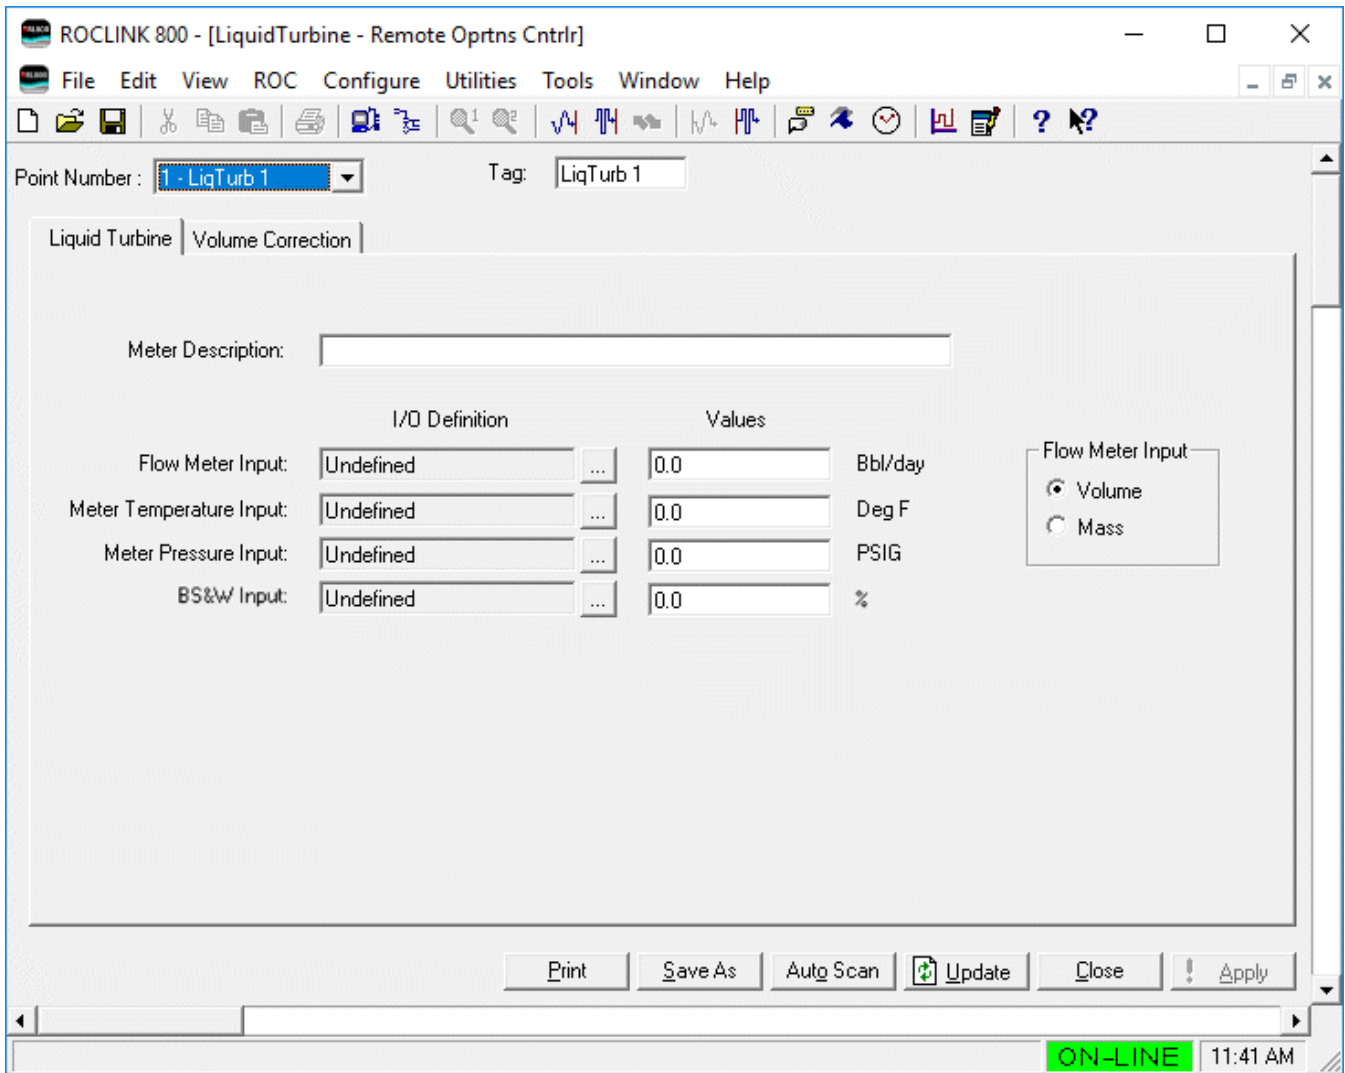 ROCLINK 800 - [LiquidTurbine - Remote Oprtns Cntrlr]
File Edit View ROC Configure Utilities Tools Window Help
Point Number : 1 - LiqTurb 1 Tag: LiqTurb 1
Liquid Turbine Volume Correction
Meter Description:
I/O Definition Values
Flow Meter Input: Undefined ... 0.0 Bbl/day
Flow Meter Input
Volume
Meter Temperature Input: Undefined ... 0.0 Deg F
Mass
Meter Pressure Input: Undefined ... 0.0 PSIG
BS&W Input: Undefined ... 0.0 %
Print Save As Auto Scan Update Close ! Apply
ON-LINE 11:41 AM